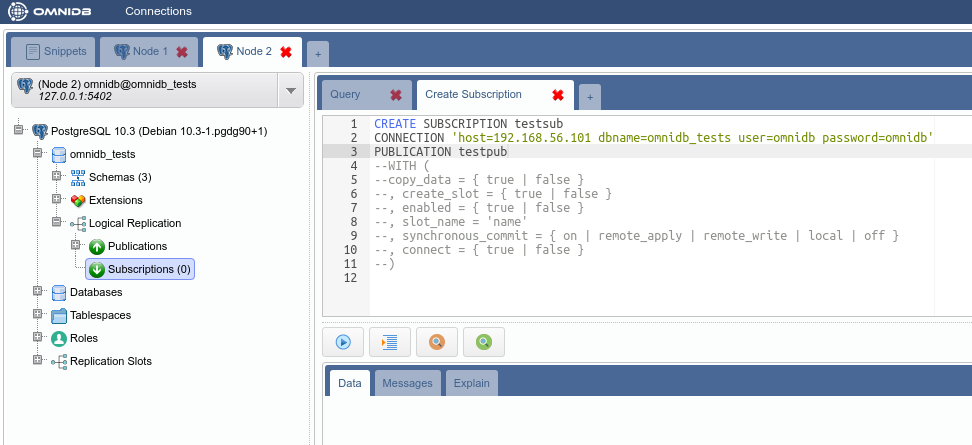 OMNIDB Connections
Snippets Node 1 Node 2 +
(Node 2) omnidb@omnidb_tests
127.0.0.1:5402
PostgreSQL 10.3 (Debian 10.3-1.pgdg90+1)
omnidb_tests
Schemas (3)
Extensions
Logical Replication
Publications
Subscriptions (0)
Databases
Tablespaces
Roles
Replication Slots
Query Create Subscription +
1 CREATE SUBSCRIPTION testsub
2 CONNECTION 'host=192.168.56.101 dbname=omnidb_tests user=omnidb password=omnidb'
3 PUBLICATION testpub
4 --WITH (
5 --copy_data = { true | false }
6 --, create_slot = { true | false }
7 --, enabled = { true | false }
8 --, slot_name = 'name'
9 --, synchronous_commit = { on | remote_apply | remote_write | local | off }
10 --, connect = { true | false }
11 --)
12
Data Messages Explain